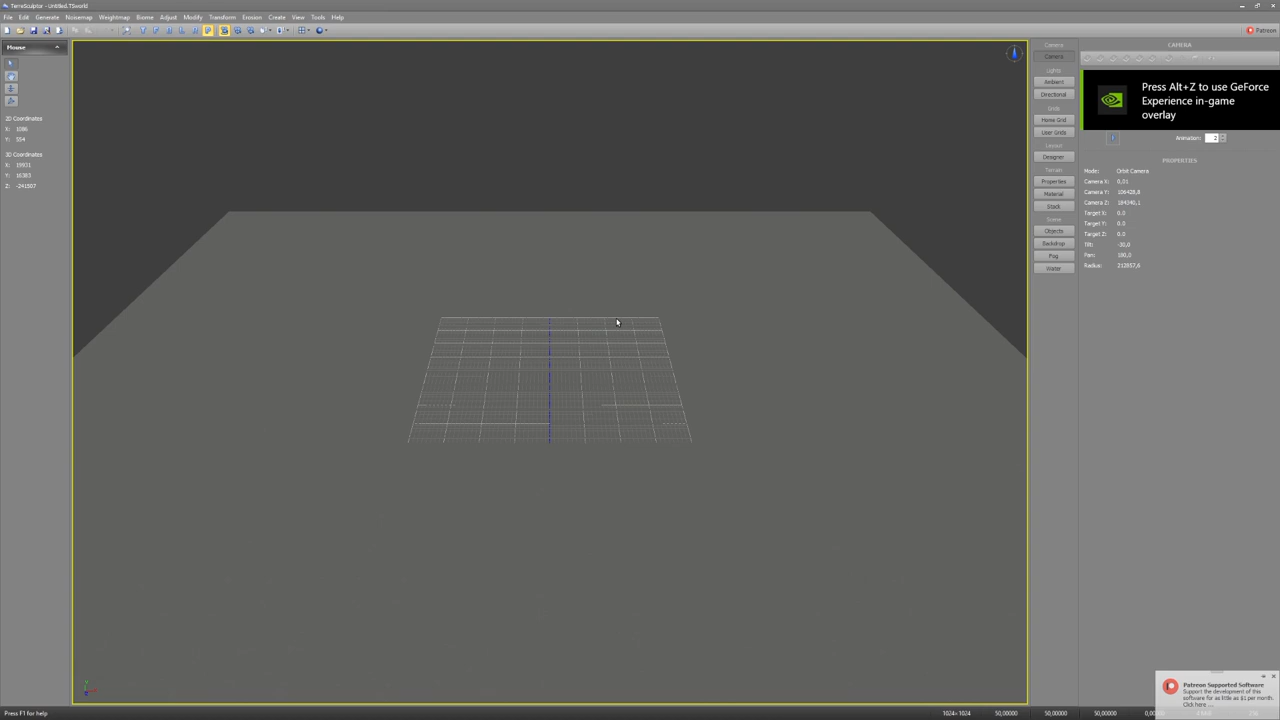 TerreSculptor - Untitled.TSworld
File Edit Generate Noisemap Weightmap Biome Adjust Modify Transform Erosion Create View Tools Help
Patreon
Mouse
2D Coordinates
X: 1086
Y: 554
3D Coordinates
X: 19931
Y: 16383
Z: -241507
Camera
Camera
Lights
Ambient
Directional
Grids
Home Grid
User Grids
Layout
Designer
Terrain
Properties
Material
Stack
Scene
Objects
Backdrop
Fog
Water
CAMERA
Press Alt+Z to use GeForce
Experience in-game
overlay
Animation: 2
PROPERTIES
Mode: Orbit Camera
Camera X: 0,01
Camera Y: 106428,8
Camera Z: 184340,1
Target X: 0.0
Target Y: 0.0
Target Z: 0.0
Tilt: -30,0
Pan: 180,0
Radius: 212857,6
Patreon Supported Software
Support the development of this
software for as little as $1 per month.
Click here ...
Press F1 for help
1024x1024 50,00000 50,00000 50,00000